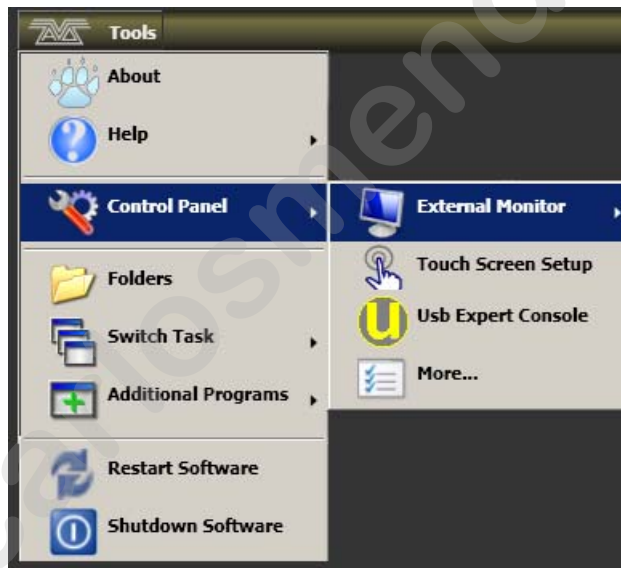 Tools
About
Help
Control Panel
Folders
Switch Task
Additional Programs
Restart Software
Shutdown Software
External Monitor
Touch Screen Setup
Usb Expert Console
u
More...